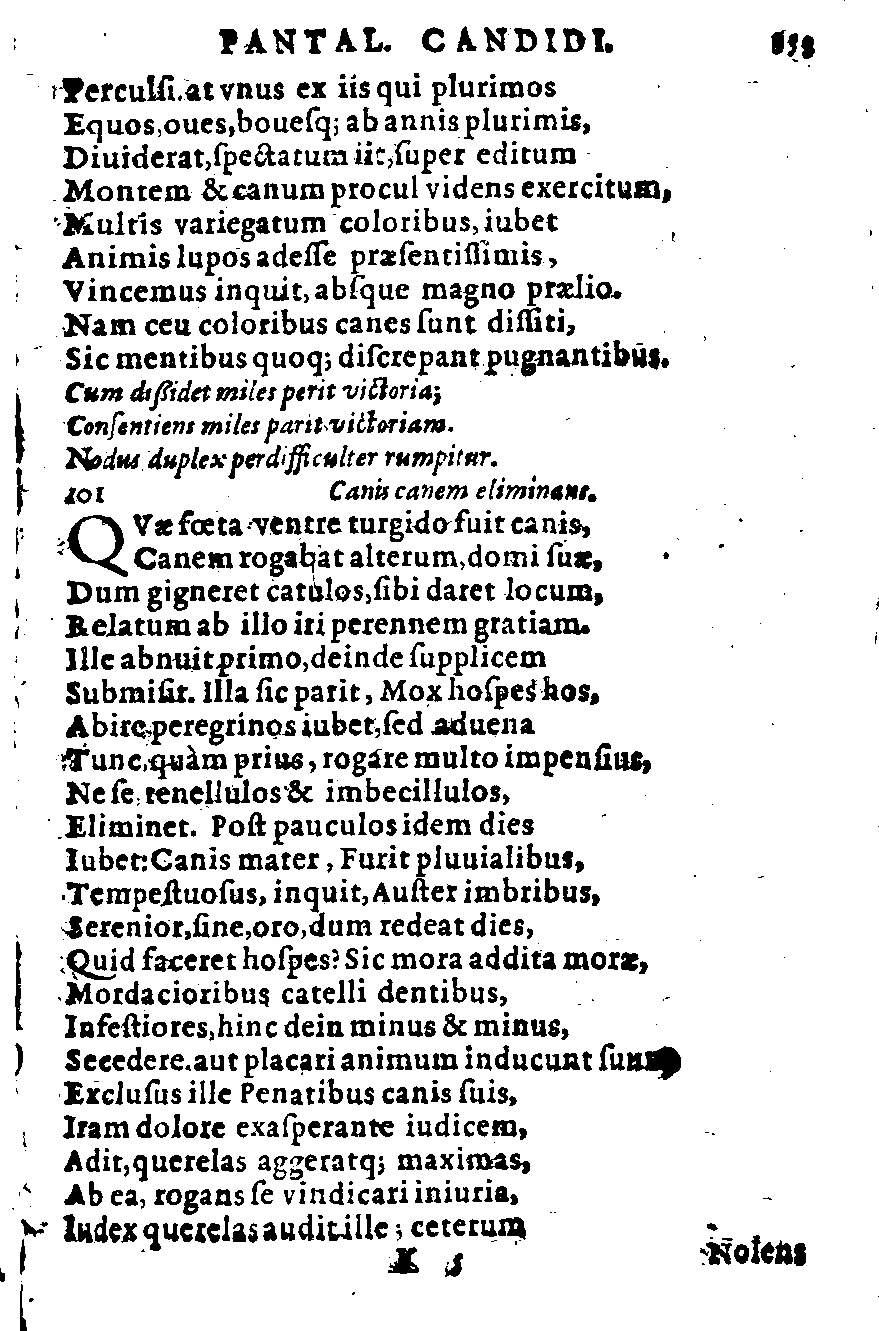 PANTAL. CANDIDI.
Perculſi. at vnus ex iis qui plurimos
Equos, oues, boueſq; ab annis plurimis,
Diuiderat, ſpectatum iit, ſuper editum
Montem & canum procul videns exercitum,
Multis variegatum coloribus, iubet
Animis lupos adeſſe præſentiſſimis,
Vincemus inquit, abſque magno prælio.
Nam ceu coloribus canes ſunt diſſiti,
Sic mentibus quoq; diſcrepant pugnantibus.
Cum diſſidet miles perit victoria;
Conſentiens miles parit victoriam.
Nodus duplex perdifficulter rumpitur.
101 Canis canem eliminans.
QVæ fœta ventre turgido fuit canis,
Canem rogabat alterum, domi ſuæ,
Dum gigneret catulos, ſibi daret locum,
Relatum ab illo iri perennem gratiam.
Ille abnuit primo, deinde ſupplicem
Submiſit. Illa ſic parit, Mox hoſpes hos,
Abire peregrinos iubet, ſed aduena
Tunc, quàm prius, rogare multo impenſius,
Ne ſe tenellulos & imbecillulos,
Eliminet. Poſt pauculos idem dies
Iubet: Canis mater, Furit pluuialibus,
Tempeſtuoſus, inquit, Auſter imbribus,
Serenior, ſine, oro, dum redeat dies,
Quid faceret hoſpes? Sic mora addita moræ,
Mordacioribus catelli dentibus,
Infeſtiores, hinc dein minus & minus,
Secedere. aut placari animum inducunt
Excluſus ille Penatibus canis ſuis,
Iram dolore exaſperante iudicem,
Adit, querelas aggeratq; maximas,
Ab ea, rogans ſe vindicari iniuria,
Iudex querelas audit ille; ceterum
Nolens